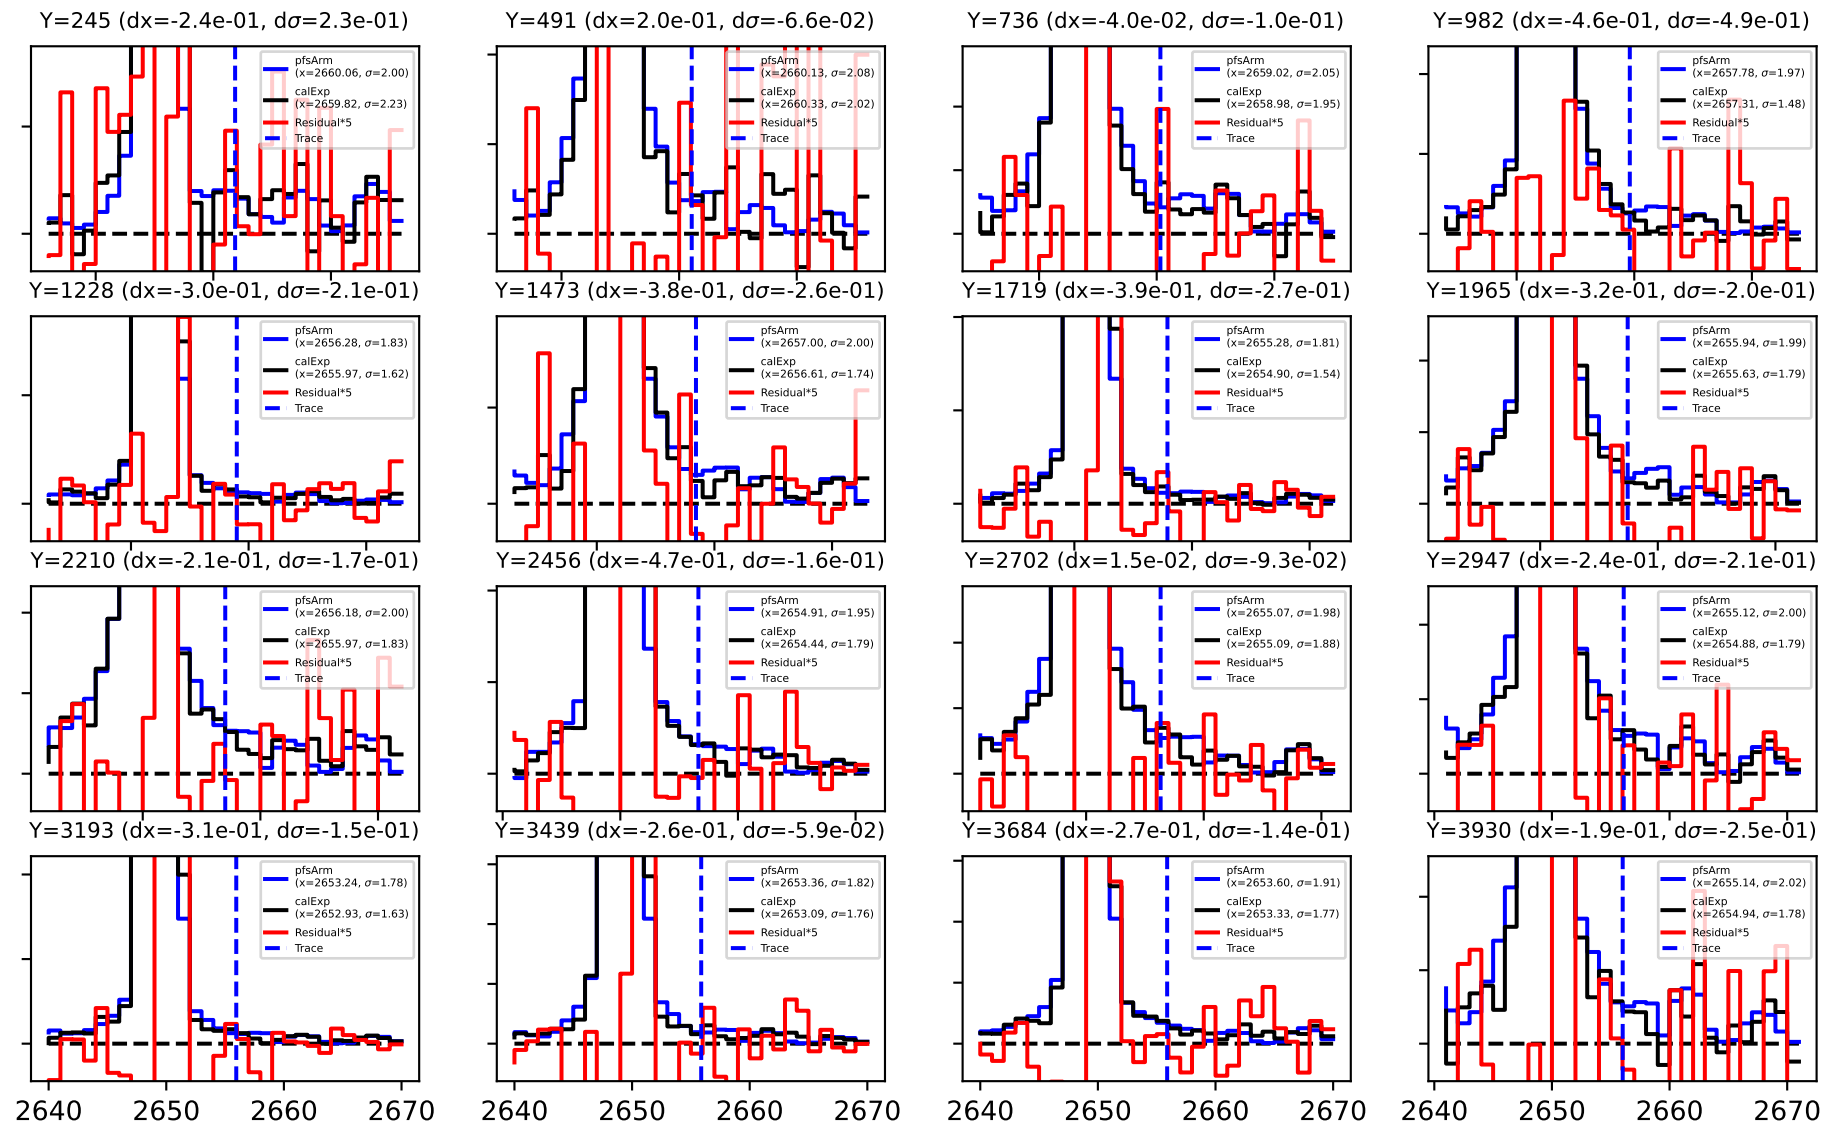 Y=245 (dx=-2.4e-01, dσ=2.3e-01)
pfsArm
(x=2660.06, σ=2.00)
calExp
(x=2659.82, σ=2.23)
Residual*5
Trace
Y=491 (dx=2.0e-01, dσ=-6.6e-02)
pfsArm
(x=2660.13, σ=2.08)
calExp
(x=2660.33, σ=2.02)
Residual*5
Trace
Y=736 (dx=-4.0e-02, dσ=-1.0e-01)
pfsArm
(x=2659.02, σ=2.05)
calExp
(x=2658.98, σ=1.95)
Residual*5
Trace
Y=982 (dx=-4.6e-01, dσ=-4.9e-01)
pfsArm
(x=2657.78, σ=1.97)
calExp
(x=2657.31, σ=1.48)
Residual*5
Trace
Y=1228 (dx=-3.0e-01, dσ=-2.1e-01)
pfsArm
(x=2656.28, σ=1.83)
calExp
(x=2655.97, σ=1.62)
Residual*5
Trace
Y=1473 (dx=-3.8e-01, dσ=-2.6e-01)
pfsArm
(x=2657.00, σ=2.00)
calExp
(x=2656.61, σ=1.74)
Residual*5
Trace
Y=1719 (dx=-3.9e-01, dσ=-2.7e-01)
pfsArm
(x=2655.28, σ=1.81)
calExp
(x=2654.90, σ=1.54)
Residual*5
Trace
Y=1965 (dx=-3.2e-01, dσ=-2.0e-01)
pfsArm
(x=2655.94, σ=1.99)
calExp
(x=2655.63, σ=1.79)
Residual*5
Trace
Y=2210 (dx=-2.1e-01, dσ=-1.7e-01)
pfsArm
(x=2656.18, σ=2.00)
calExp
(x=2655.97, σ=1.83)
Residual*5
Trace
Y=2456 (dx=-4.7e-01, dσ=-1.6e-01)
pfsArm
(x=2654.91, σ=1.95)
calExp
(x=2654.44, σ=1.79)
Residual*5
Trace
Y=2702 (dx=1.5e-02, dσ=-9.3e-02)
pfsArm
(x=2655.07, σ=1.98)
calExp
(x=2655.09, σ=1.88)
Residual*5
Trace
Y=2947 (dx=-2.4e-01, dσ=-2.1e-01)
pfsArm
(x=2655.12, σ=2.00)
calExp
(x=2654.88, σ=1.79)
Residual*5
Trace
Y=3193 (dx=-3.1e-01, dσ=-1.5e-01)
pfsArm
(x=2653.24, σ=1.78)
calExp
(x=2652.93, σ=1.63)
Residual*5
Trace
Y=3439 (dx=-2.6e-01, dσ=-5.9e-02)
pfsArm
(x=2653.36, σ=1.82)
calExp
(x=2653.09, σ=1.76)
Residual*5
Trace
Y=3684 (dx=-2.7e-01, dσ=-1.4e-01)
pfsArm
(x=2653.60, σ=1.91)
calExp
(x=2653.33, σ=1.77)
Residual*5
Trace
Y=3930 (dx=-1.9e-01, dσ=-2.5e-01)
pfsArm
(x=2655.14, σ=2.02)
calExp
(x=2654.94, σ=1.78)
Residual*5
Trace
2640 2650 2660 2670
2640 2650 2660 2670
2640 2650 2660 2670
2640 2650 2660 2670